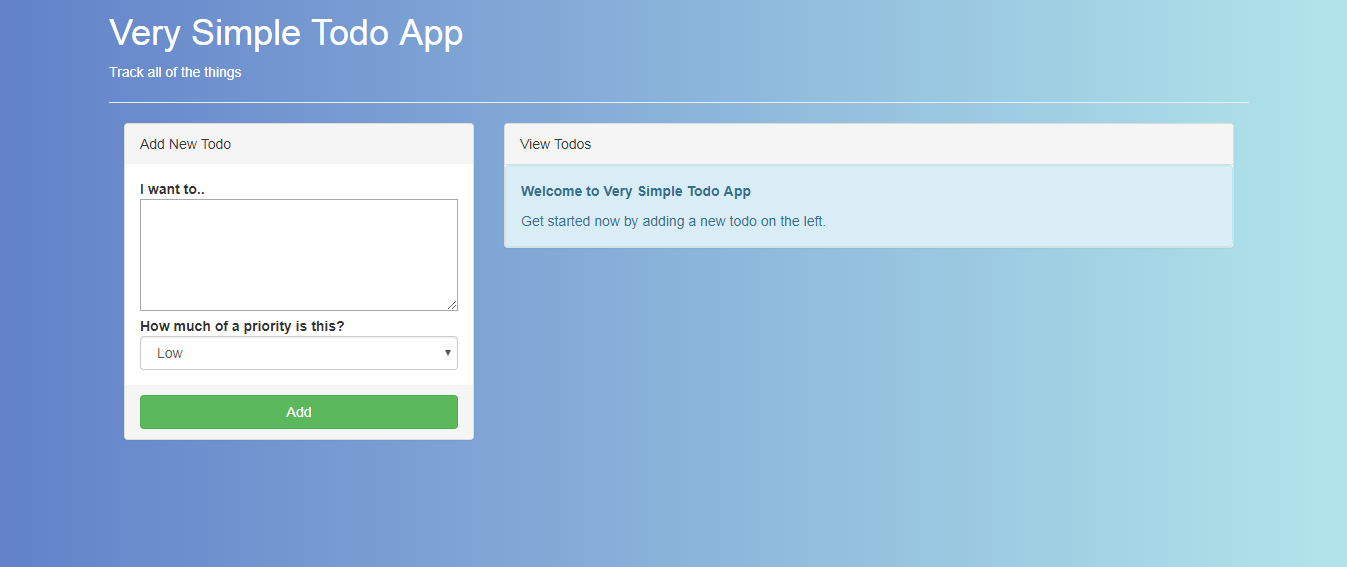 Very Simple Todo App
Track all of the things
Add New Todo
I want to..
How much of a priority is this?
Low
Add
View Todos
Welcome to Very Simple Todo App
Get started now by adding a new todo on the left.